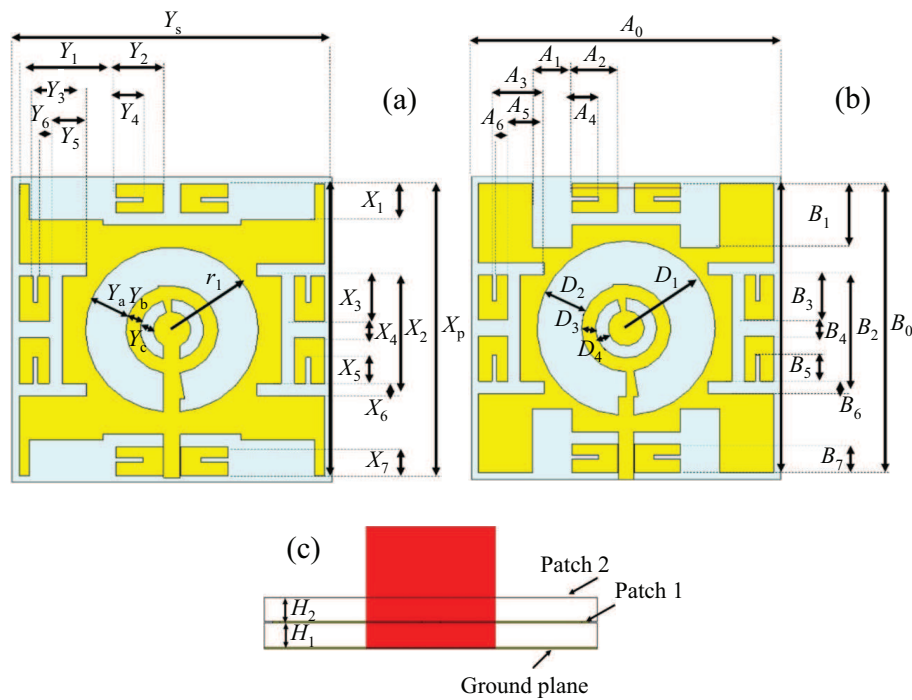 Yₛ
Y₁ Y₂
Y₃
Y₄
Y₆ Y₅
(a)
X₁
r₁
Yₐ
Y_b
Y_c
X₃
X₄ X₂ Xₚ
X₅
X₆
X₇
A₀
A₁ A₂
A₃
A₄
A₆ A₅
(b)
B₁
D₂ D₁
D₃
D₄
B₃
B₄ B₂ B₀
B₅
B₆
B₇
(c)
Patch 2
Patch 1
H₂
H₁
Ground plane